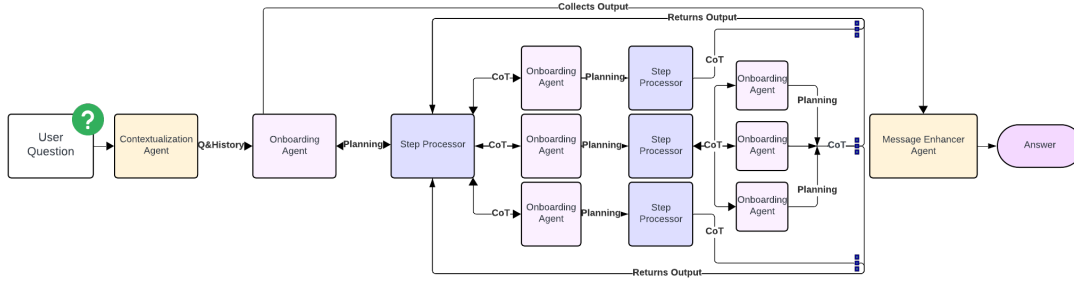 Collects Output
Returns Output
?
User
Question
Contextualization
Agent
Q&History
Onboarding
Agent
Planning
Step Processor
CoT
Onboarding
Agent
Planning
Step
Processor
CoT
Onboarding
Agent
Planning
CoT
Onboarding
Agent
Planning
Step
Processor
CoT
Onboarding
Agent
CoT
CoT
Onboarding
Agent
Planning
Step
Processor
CoT
Onboarding
Agent
Planning
Message Enhancer
Agent
Answer
Returns Output